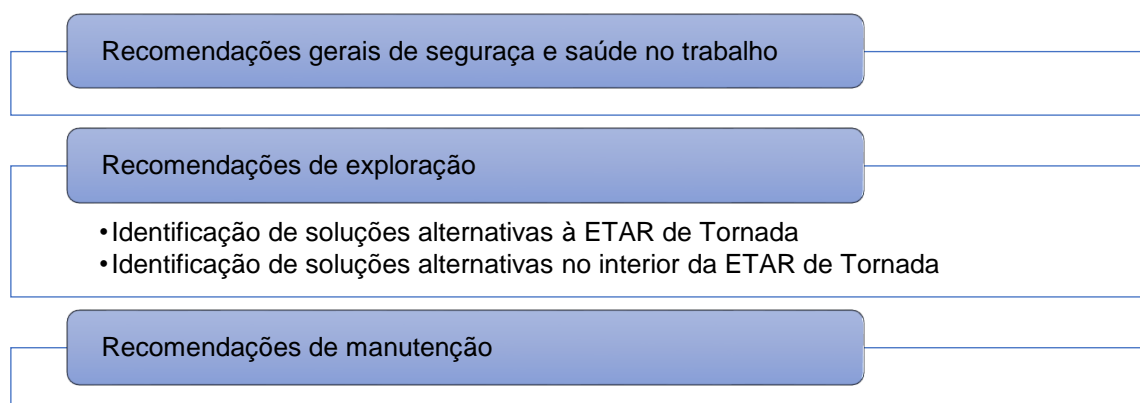 Recomendações gerais de seguraça e saúde no trabalho
Recomendações de exploração
•Identificação de soluções alternativas à ETAR de Tornada
•Identificação de soluções alternativas no interior da ETAR de Tornada
Recomendações de manutenção